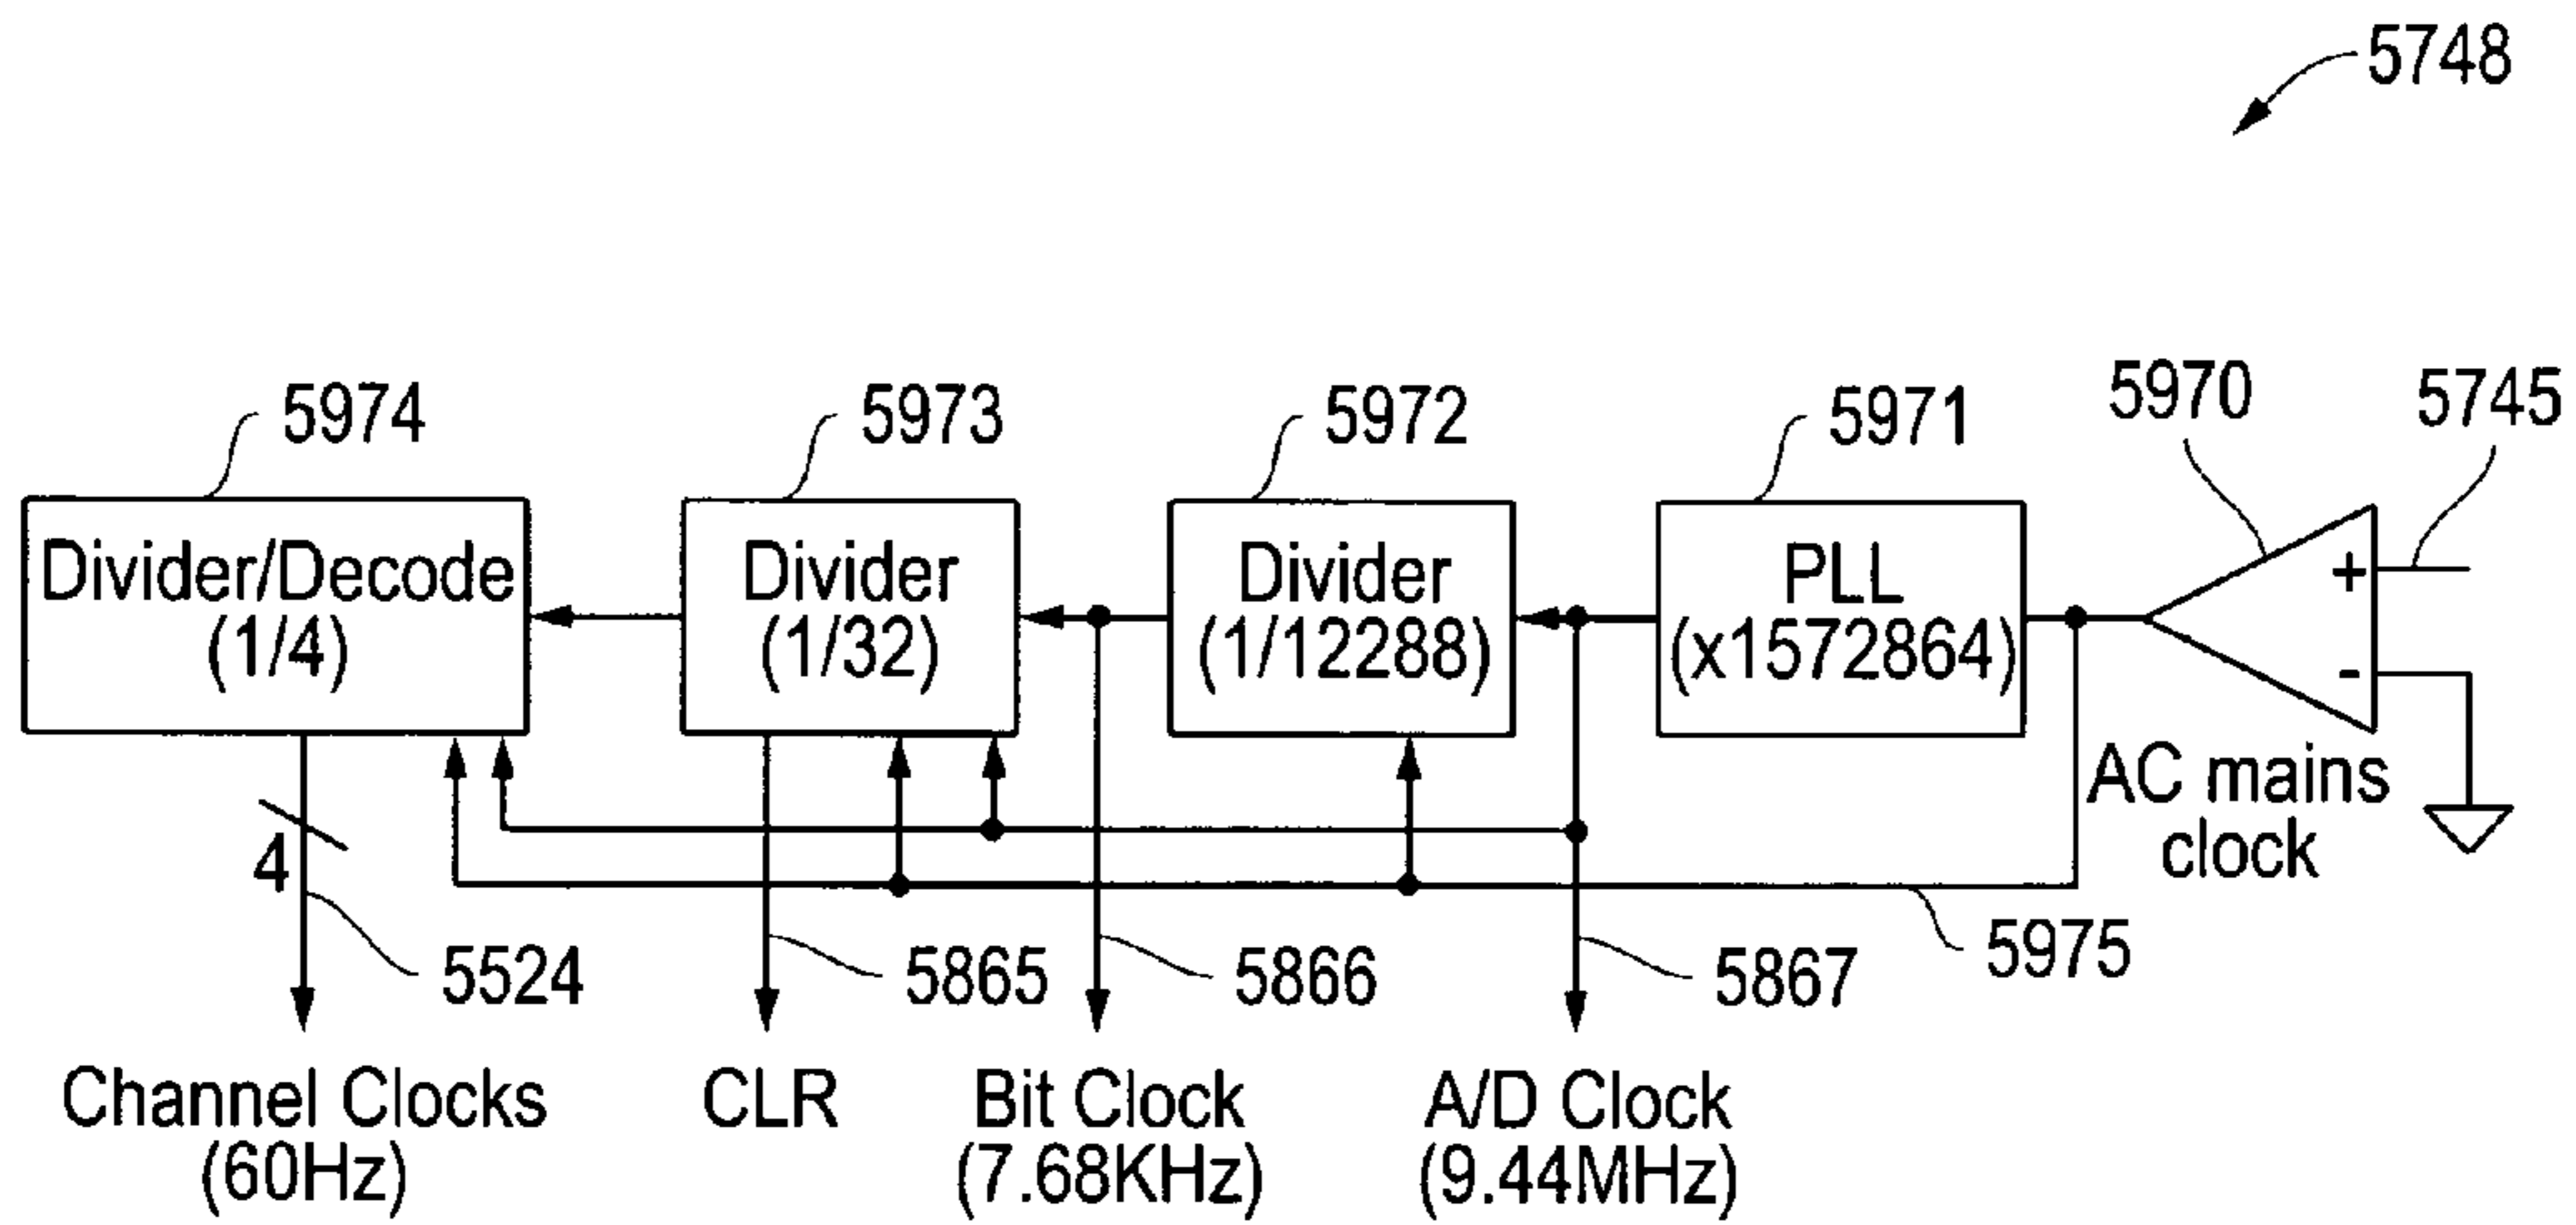 5748
5974
5973
5972
5971
5970
5745
Divider/Decode
(1/4)
Divider
(1/32)
Divider
(1/12288)
PLL
(x1572864)
+
-
AC mains
clock
4
5524
5865
5866
5867
5975
Channel Clocks
(60Hz)
CLR
Bit Clock
(7.68KHz)
A/D Clock
(9.44MHz)